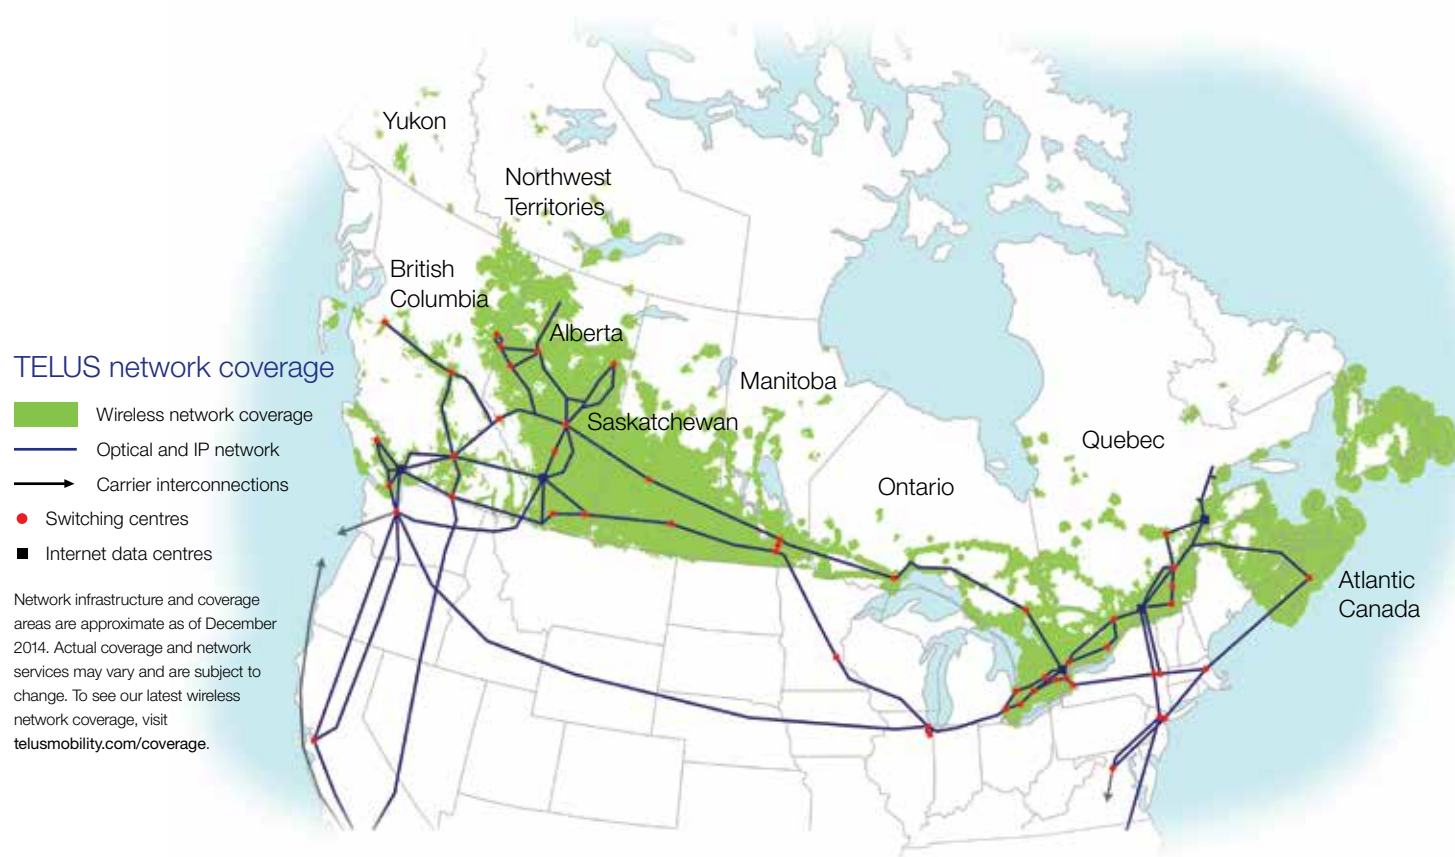 Yukon
Northwest
Territories
British
Columbia
Alberta
TELUS network coverage
Manitoba
Wireless network coverage
Saskatchewan
Quebec
Optical and IP network
Carrier interconnections
Ontario
Switching centres
Internet data centres
Atlantic
Canada
Network infrastructure and coverage
areas are approximate as of December
2014. Actual coverage and network
services may vary and are subject to
change. To see our latest wireless
network coverage, visit
telusmobility.com/coverage.